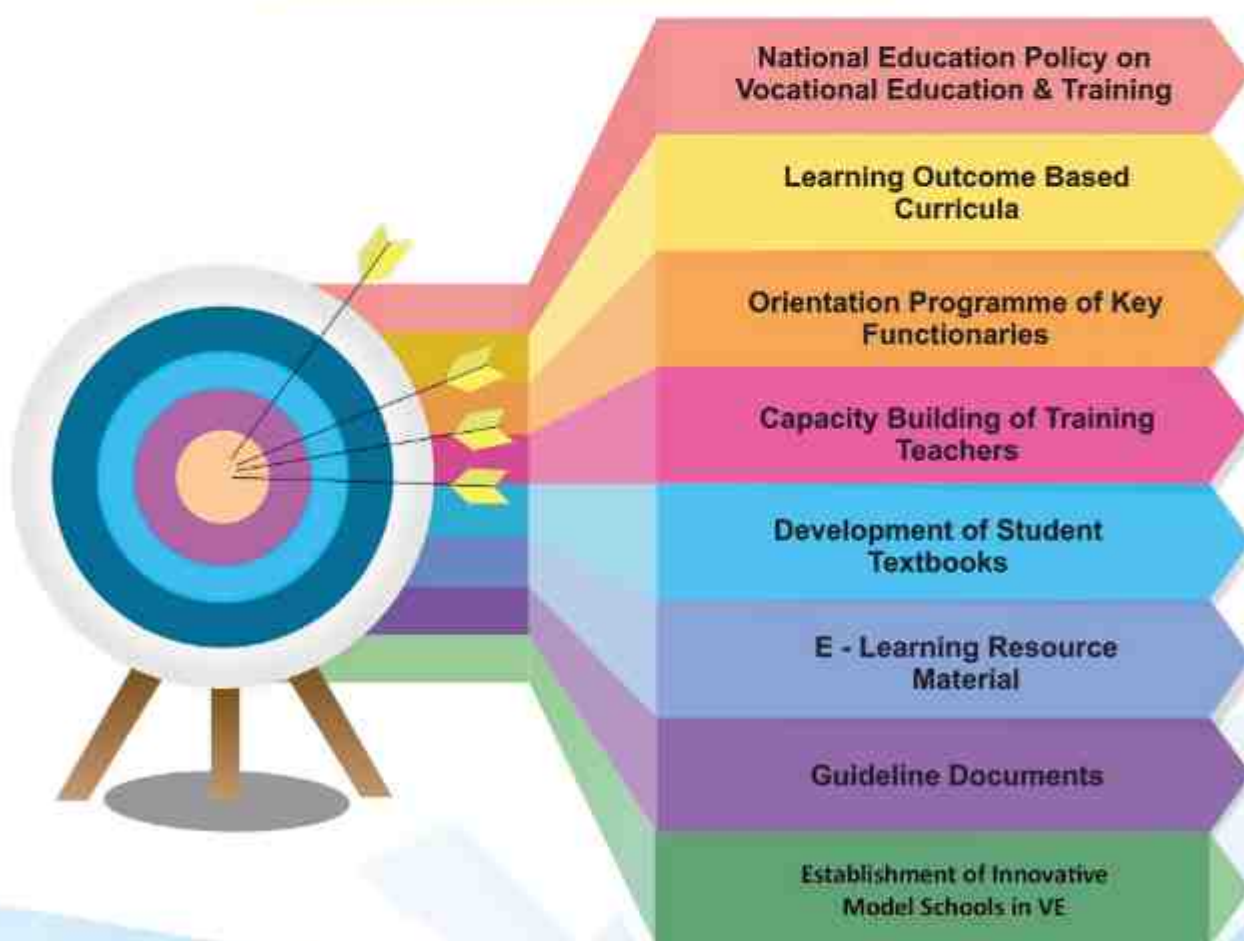 National Education Policy on
Vocational Education & Training
Learning Outcome Based
Curricula
Orientation Programme of Key
Functionaries
Capacity Building of Training
Teachers
Development of Student
Textbooks
E - Learning Resource
Material
Guideline Documents
Establishment of Innovative
Model Schools in VE